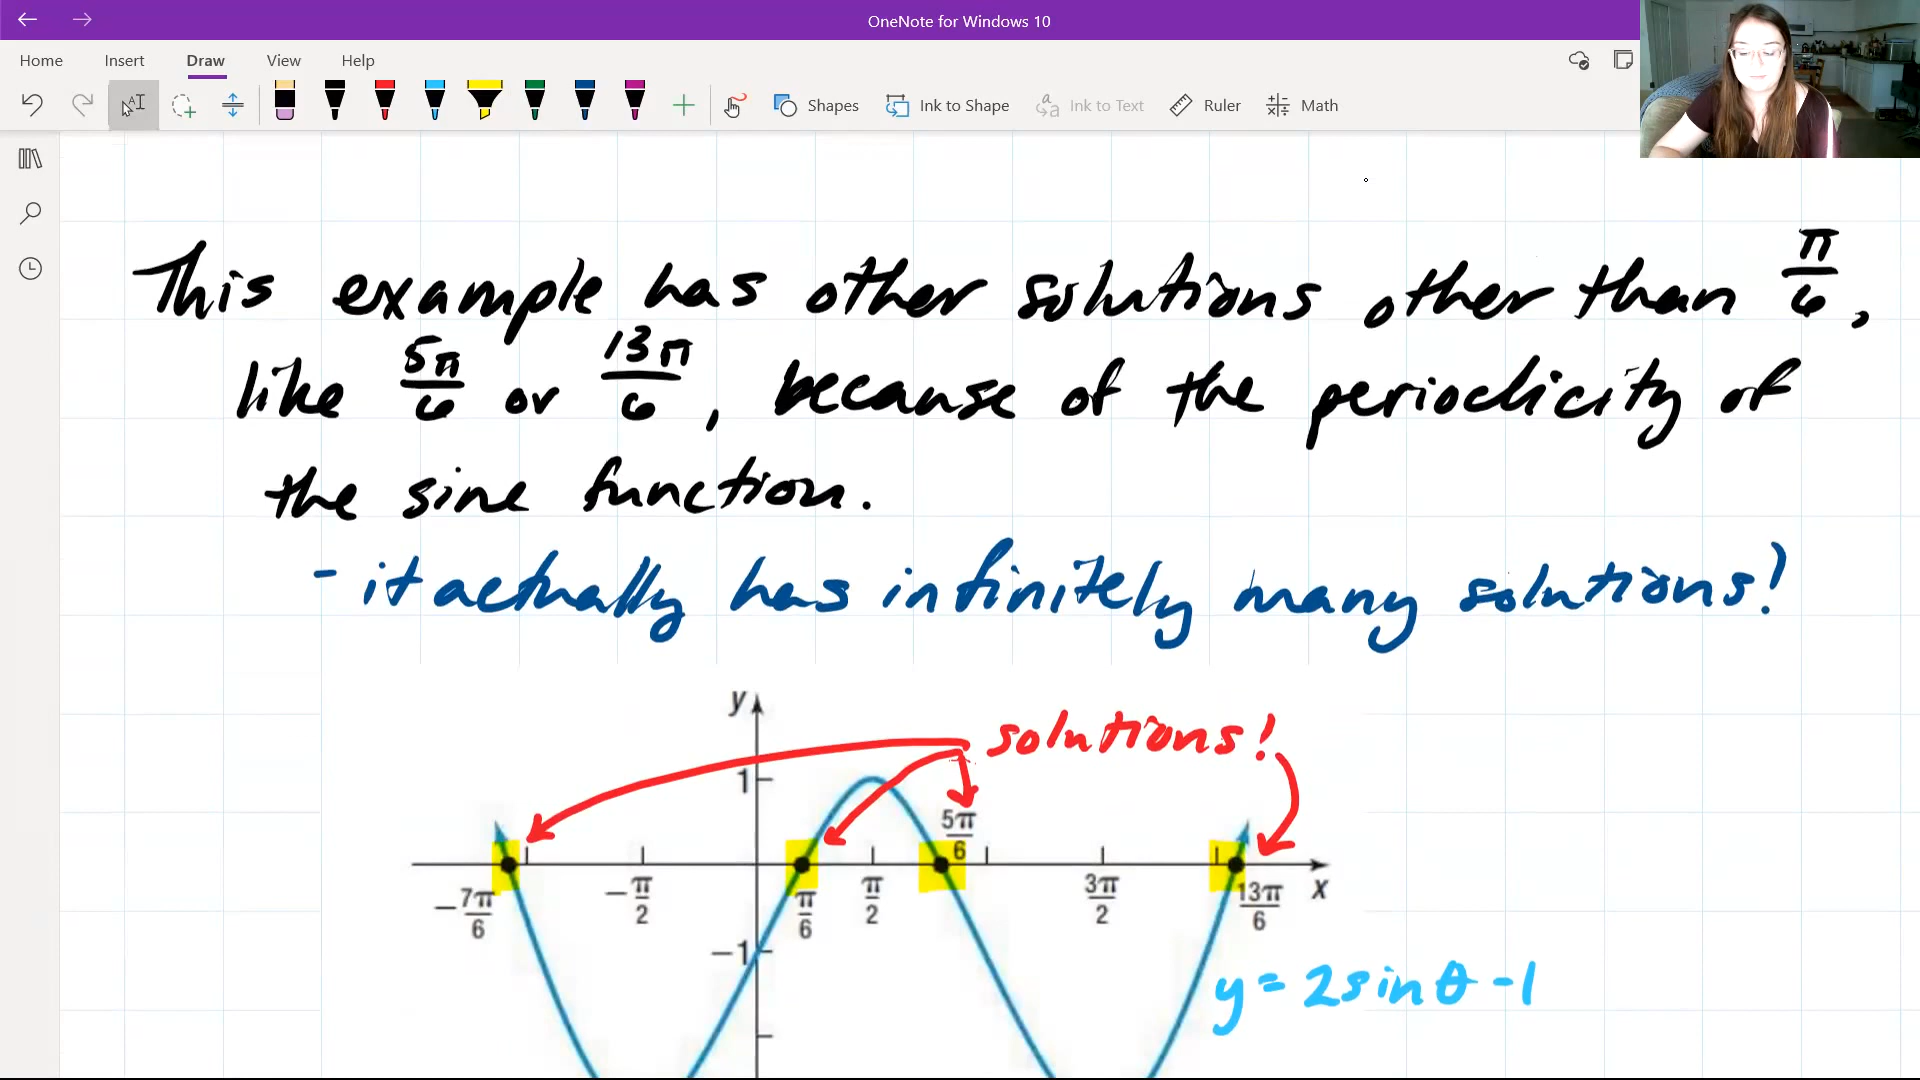 OneNote for Windows 10
Home Insert Draw View Help
Shapes Ink to Shape Ink to Text Ruler Math
This example has other solutions other than π/6,
like 5π/6 or 13π/6, because of the periodicity of
the sine function.
- it actually has infinitely many solutions!
y
solutions!
1
5π/6
-7π/6 -π/2 π/6 π/2 3π/2 13π/6 x
-1
y = 2sinθ-1